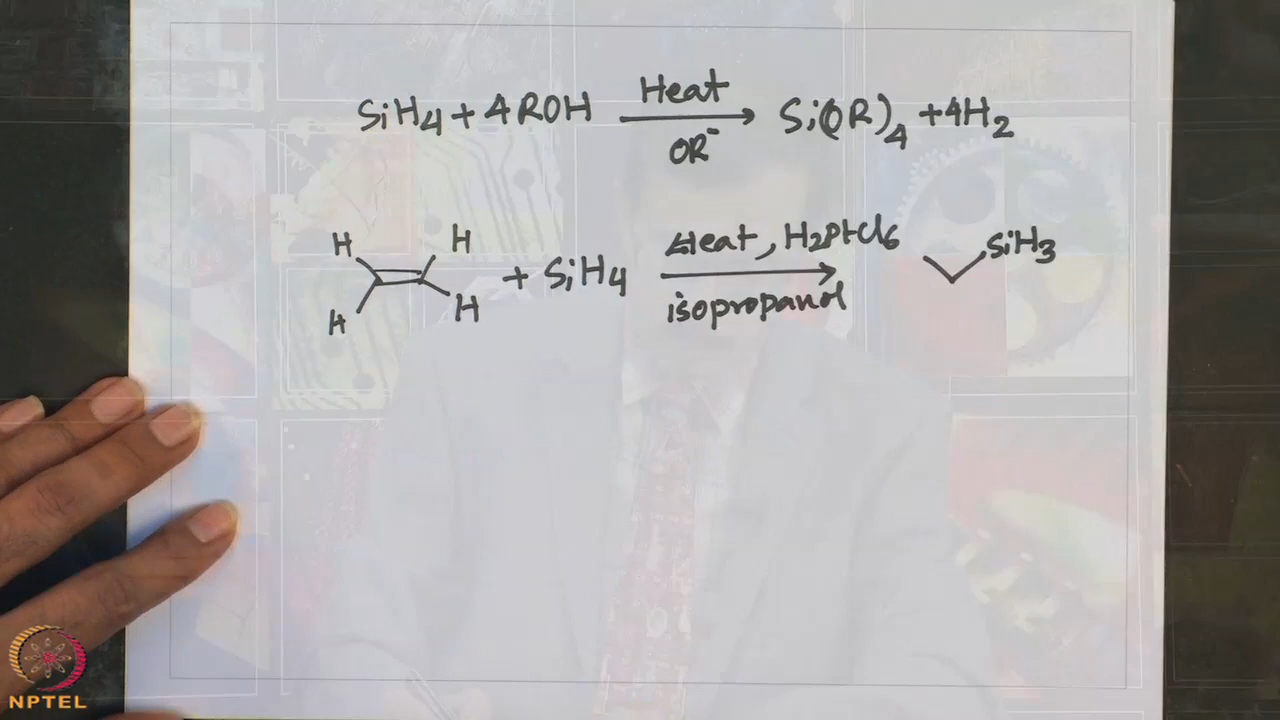 SiH4 + 4ROH Heat OR⁻ → Si(OR)4 + 4H2
H H H H + SiH4 Heat, H2PtCl6 isopropanol → SiH3
NPTEL